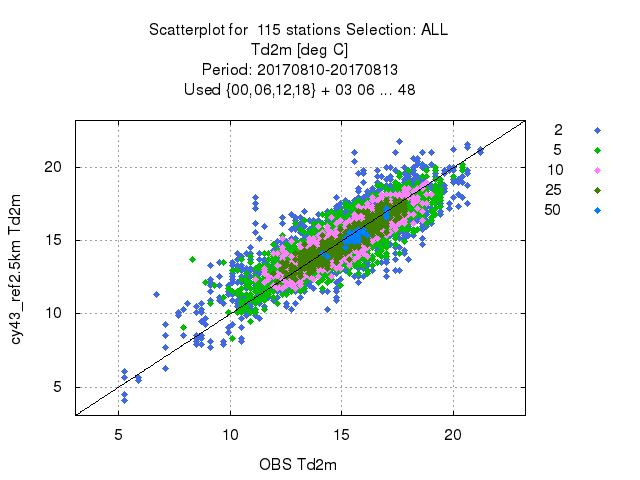 Scatterplot for  115 stations Selection: ALL
Td2m [deg C]
Period: 20170810-20170813
Used {00,06,12,18} + 03 06 ... 48
2
5
10
25
50
20
15
10
5
cy43_ref2.5km Td2m
5 10 15 20
OBS Td2m